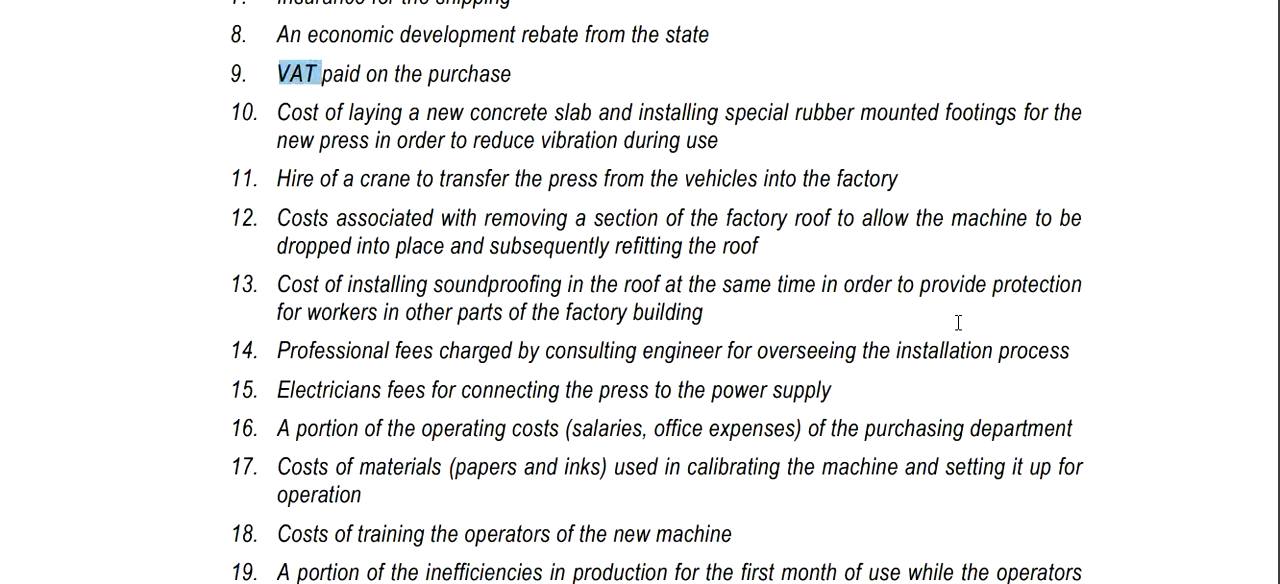 7. Insurance for the shipping
8. An economic development rebate from the state
9. VAT paid on the purchase
10. Cost of laying a new concrete slab and installing special rubber mounted footings for the
new press in order to reduce vibration during use
11. Hire of a crane to transfer the press from the vehicles into the factory
12. Costs associated with removing a section of the factory roof to allow the machine to be
dropped into place and subsequently refitting the roof
13. Cost of installing soundproofing in the roof at the same time in order to provide protection
for workers in other parts of the factory building
14. Professional fees charged by consulting engineer for overseeing the installation process
15. Electricians fees for connecting the press to the power supply
16. A portion of the operating costs (salaries, office expenses) of the purchasing department
17. Costs of materials (papers and inks) used in calibrating the machine and setting it up for
operation
18. Costs of training the operators of the new machine
19. A portion of the inefficiencies in production for the first month of use while the operators